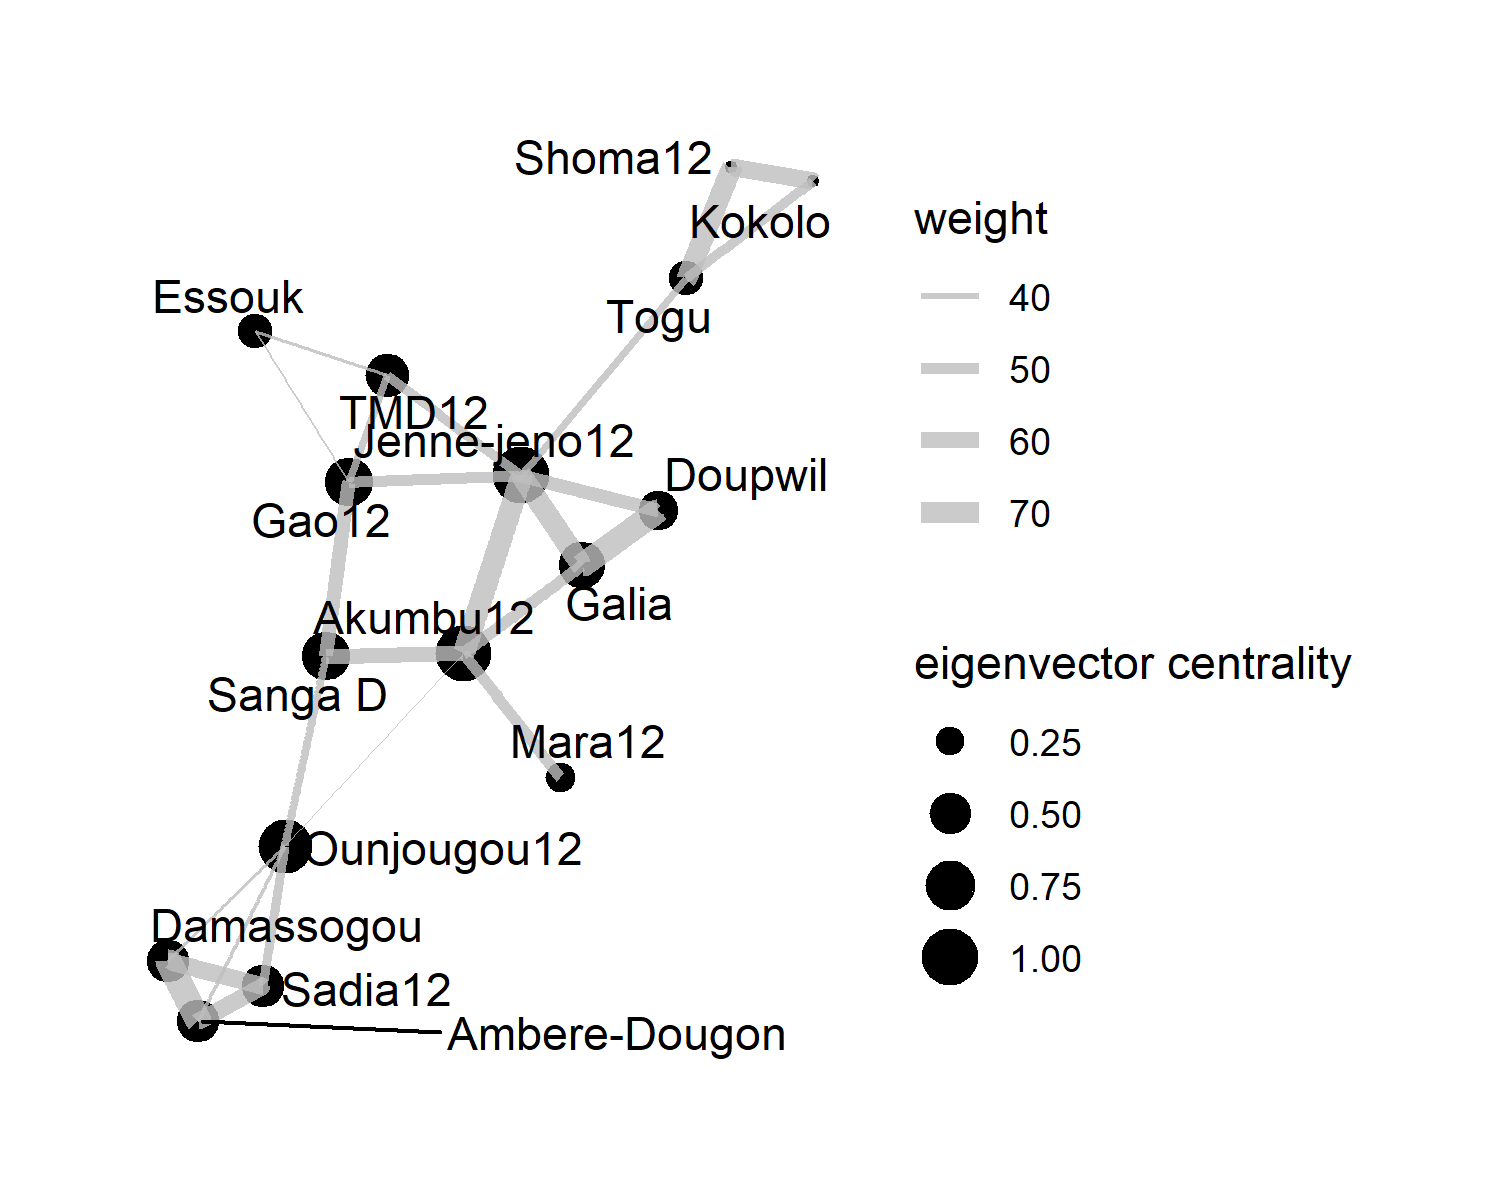 Shoma12
Kokolo
Togu
Essouk
TMD12
Jenne-jeno12
Doupwil
Gao12
Galia
Akumbu12
Sanga D
Mara12
Ounjougou12
Damassogou
Sadia12
Ambere-Dougon
weight
40
50
60
70
eigenvector centrality
0.25
0.50
0.75
1.00